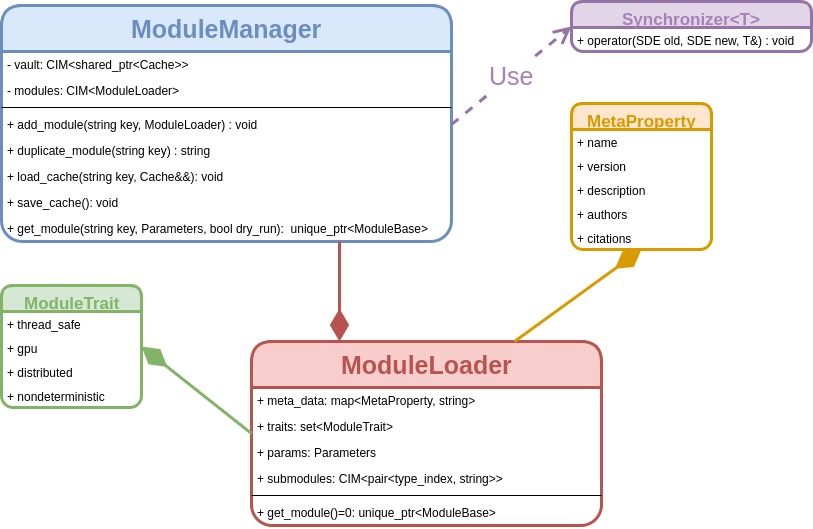 ModuleManager
- vault: CIM<shared_ptr<Cache>>
- modules: CIM<ModuleLoader>
+ add_module(string key, ModuleLoader) : void
+ duplicate_module(string key) : string
+ load_cache(string key, Cache&&): void
+ save_cache(): void
+ get_module(string key, Parameters, bool dry_run):  unique_ptr<ModuleBase>
Use
Synchronizer<T>
+ operator(SDE old, SDE new, T&) : void
MetaProperty
+ name
+ version
+ description
+ authors
+ citations
ModuleTrait
+ thread_safe
+ gpu
+ distributed
+ nondeterministic
ModuleLoader
+ meta_data: map<MetaProperty, string>
+ traits: set<ModuleTrait>
+ params: Parameters
+ submodules: CIM<pair<type_index, string>>
+ get_module()=0: unique_ptr<ModuleBase>